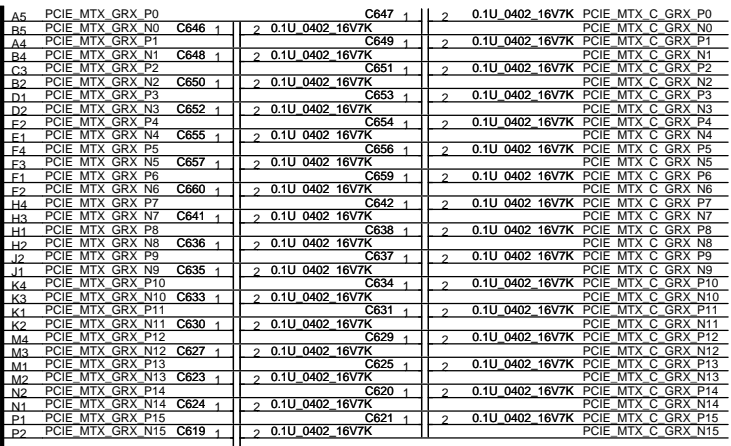 A5 PCIE_MTX_GRX_P0 C647 1 2 0.1U_0402_16V7K PCIE_MTX_C_GRX_P0
B5 PCIE_MTX_GRX_N0 C646 1 2 0.1U_0402_16V7K PCIE_MTX_C_GRX_N0
A4 PCIE_MTX_GRX_P1 C649 1 2 0.1U_0402_16V7K PCIE_MTX_C_GRX_P1
B4 PCIE_MTX_GRX_N1 C648 1 2 0.1U_0402_16V7K PCIE_MTX_C_GRX_N1
C3 PCIE_MTX_GRX_P2 C651 1 2 0.1U_0402_16V7K PCIE_MTX_C_GRX_P2
B2 PCIE_MTX_GRX_N2 C650 1 2 0.1U_0402_16V7K PCIE_MTX_C_GRX_N2
D1 PCIE_MTX_GRX_P3 C653 1 2 0.1U_0402_16V7K PCIE_MTX_C_GRX_P3
D2 PCIE_MTX_GRX_N3 C652 1 2 0.1U_0402_16V7K PCIE_MTX_C_GRX_N3
E2 PCIE_MTX_GRX_P4 C654 1 2 0.1U_0402_16V7K PCIE_MTX_C_GRX_P4
E1 PCIE_MTX_GRX_N4 C655 1 2 0.1U_0402_16V7K PCIE_MTX_C_GRX_N4
F4 PCIE_MTX_GRX_P5 C656 1 2 0.1U_0402_16V7K PCIE_MTX_C_GRX_P5
F3 PCIE_MTX_GRX_N5 C657 1 2 0.1U_0402_16V7K PCIE_MTX_C_GRX_N5
F1 PCIE_MTX_GRX_P6 C659 1 2 0.1U_0402_16V7K PCIE_MTX_C_GRX_P6
F2 PCIE_MTX_GRX_N6 C660 1 2 0.1U_0402_16V7K PCIE_MTX_C_GRX_N6
H4 PCIE_MTX_GRX_P7 C642 1 2 0.1U_0402_16V7K PCIE_MTX_C_GRX_P7
H3 PCIE_MTX_GRX_N7 C641 1 2 0.1U_0402_16V7K PCIE_MTX_C_GRX_N7
H1 PCIE_MTX_GRX_P8 C638 1 2 0.1U_0402_16V7K PCIE_MTX_C_GRX_P8
H2 PCIE_MTX_GRX_N8 C636 1 2 0.1U_0402_16V7K PCIE_MTX_C_GRX_N8
J2 PCIE_MTX_GRX_P9 C637 1 2 0.1U_0402_16V7K PCIE_MTX_C_GRX_P9
J1 PCIE_MTX_GRX_N9 C635 1 2 0.1U_0402_16V7K PCIE_MTX_C_GRX_N9
K4 PCIE_MTX_GRX_P10 C634 1 2 0.1U_0402_16V7K PCIE_MTX_C_GRX_P10
K3 PCIE_MTX_GRX_N10 C633 1 2 0.1U_0402_16V7K PCIE_MTX_C_GRX_N10
K1 PCIE_MTX_GRX_P11 C631 1 2 0.1U_0402_16V7K PCIE_MTX_C_GRX_P11
K2 PCIE_MTX_GRX_N11 C630 1 2 0.1U_0402_16V7K PCIE_MTX_C_GRX_N11
M4 PCIE_MTX_GRX_P12 C629 1 2 0.1U_0402_16V7K PCIE_MTX_C_GRX_P12
M3 PCIE_MTX_GRX_N12 C627 1 2 0.1U_0402_16V7K PCIE_MTX_C_GRX_N12
M1 PCIE_MTX_GRX_P13 C625 1 2 0.1U_0402_16V7K PCIE_MTX_C_GRX_P13
M2 PCIE_MTX_GRX_N13 C623 1 2 0.1U_0402_16V7K PCIE_MTX_C_GRX_N13
N2 PCIE_MTX_GRX_P14 C620 1 2 0.1U_0402_16V7K PCIE_MTX_C_GRX_P14
N1 PCIE_MTX_GRX_N14 C624 1 2 0.1U_0402_16V7K PCIE_MTX_C_GRX_N14
P1 PCIE_MTX_GRX_P15 C621 1 2 0.1U_0402_16V7K PCIE_MTX_C_GRX_P15
P2 PCIE_MTX_GRX_N15 C619 1 2 0.1U_0402_16V7K PCIE_MTX_C_GRX_N15